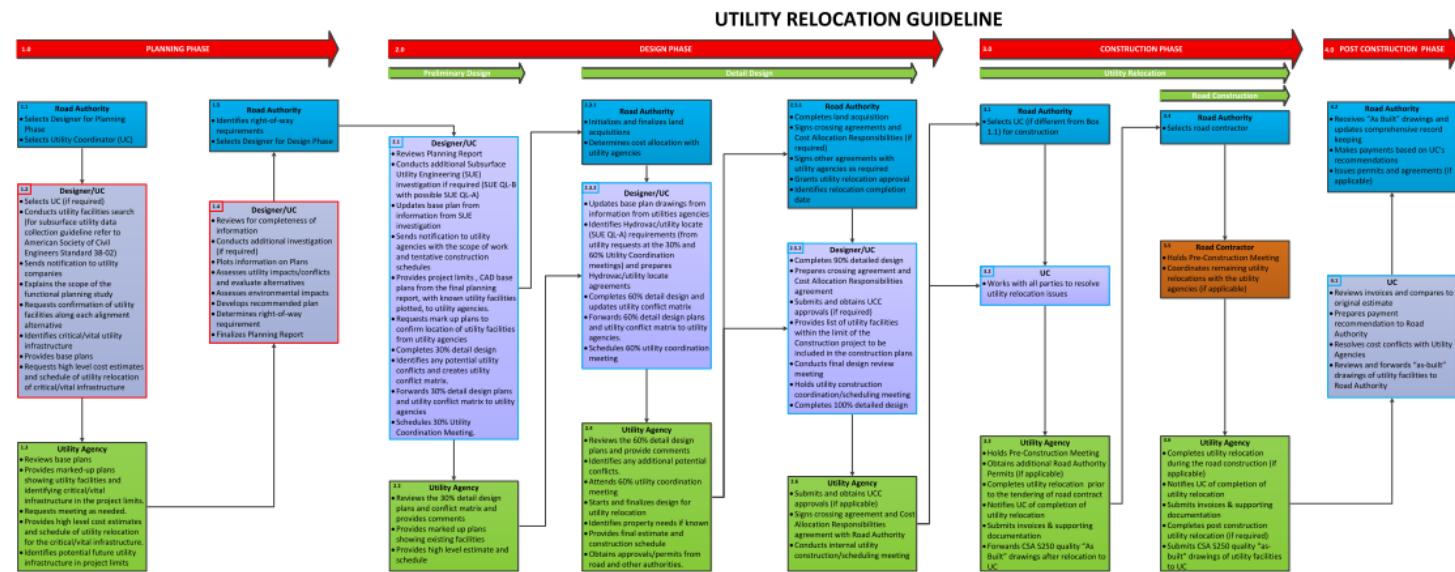 UTILITY RELOCATION GUIDELINE
1.0 PLANNING PHASE
2.0 DESIGN PHASE
3.0 CONSTRUCTION PHASE
4.0 POST CONSTRUCTION PHASE
Preliminary Design
Detail Design
Utility Relocation
Road Construction
1.1 Road Authority
• Selects Designer for Planning
Phase
• Selects Utility Coordinator (UC)
Designer/UC
• Selects UC (if required)
• Conducts utility facilities search
(for subsurface utility data
collection guideline refer to
American Society of Civil
Engineers Standard 38-02)
• Sends notification to utility
companies
• Explains the scope of the
functional planning study
• Requests confirmation of utility
facilities along each alignment
alternative
• Identifies critical/vital utility
infrastructure
• Provides base plans
• Requests high level cost estimates
and schedule of utility relocation
of critical/vital infrastructure
Utility Agency
• Reviews base plans
• Provides marked-up plans
showing utility facilities and
identifying critical/vital
infrastructure in the project limits.
• Requests meeting as needed.
• Provides high level cost estimates
and schedule of utility relocation
for the critical/vital infrastructure.
• Identifies potential future utility
infrastructure in project limits
Road Authority
• Identifies right-of-way
requirements
• Selects Designer for Design Phase
1.4 Designer/UC
• Reviews for completeness of
information
• Conducts additional investigation
(if required)
• Plots information on Plans
• Assesses utility impacts/conflicts
and evaluate alternatives
• Assesses environmental impacts
• Develops recommended plan
• Determines right-of-way
requirement
• Finalizes Planning Report
2.1 Designer/UC
• Reviews Planning Report
• Conducts additional Subsurface
Utility Engineering (SUE)
investigation if required (SUE QL-B
with possible SUE QL-A)
• Updates base plan from
information from SUE
investigation
• Sends notification to utility
agencies with the scope of work
and tentative construction
schedules
• Provides project limits , CAD base
plans from the final planning
report, with known utility facilities
plotted, to utility agencies.
• Requests mark up plans to
confirm location of utility facilities
from utility agencies
• Completes 30% detail design
• Identifies any potential utility
conflicts and creates utility
conflict matrix.
• Forwards 30% detail design plans
and utility conflict matrix to utility
agencies
• Schedules 30% Utility
Coordination Meeting.
2.2 Utility Agency
• Reviews the 30% detail design
plans and conflict matrix and
provides comments
• Provides marked up plans
showing existing facilities
• Provides high level estimate and
schedule
Road Authority
• Initializes and finalizes land
acquisitions
• Determines cost allocation with
utility agencies
Designer/UC
• Updates base plan drawings from
information from utilities agencies
• Identifies Hydrovac/utility locate
(SUE QL-A) requirements (from
utility requests at the 30% and
60% Utility Coordination
meetings) and prepares
Hydrovac/utility locate
agreements
• Completes 60% detail design and
updates utility conflict matrix
• Forwards 60% detail design plans
and utility conflict matrix to utility
agencies.
• Schedules 60% utility coordination
meeting
2.4 Utility Agency
• Reviews the 60% detail design
plans and provide comments
• Identifies any additional potential
conflicts.
• Attends 60% utility coordination
meeting
• Starts and finalizes design for
utility relocation
• Identifies property needs if known
• Provides final estimate and
construction schedule
• Obtains approvals/permits from
road and other authorities.
Road Authority
• Completes land acquisition
• Signs crossing agreements and
Cost Allocation Responsibilities (if
required)
• Signs other agreements with
utility agencies as required
• Grants utility relocation approval
• Identifies relocation completion
date
Designer/UC
• Completes 90% detailed design
• Prepares crossing agreement and
Cost Allocation Responsibilities
agreement
• Submits and obtains UCC
approvals (if required)
• Provides list of utility facilities
within the limit of the
Construction project to be
included in the construction plans
• Conducts final design review
meeting
• Holds utility construction
coordination/scheduling meeting
• Completes 100% detailed design
2.6 Utility Agency
• Submits and obtains UCC
approvals (if applicable)
• Signs crossing agreement and Cost
Allocation Responsibilities
agreement with Road Authority
• Conducts internal utility
construction/scheduling meeting
3.1 Road Authority
• Selects UC (if different from Box
1.1) for construction
UC
• Works with all parties to resolve
utility relocation issues
3.3 Utility Agency
• Holds Pre-Construction Meeting
• Obtains additional Road Authority
Permits (if applicable)
• Completes utility relocation prior
to the tendering of road contract
• Notifies UC of completion of
utility relocation
• Submits invoices & supporting
documentation
• Forwards CSA S250 quality "As
Built" drawings after relocation to
UC
3.4 Road Authority
• Selects road contractor
3.5 Road Contractor
• Holds Pre-Construction Meeting
• Coordinates remaining utility
relocations with the utility
agencies (if applicable)
3.6 Utility Agency
• Completes utility relocation
during the road construction (if
applicable)
• Notifies UC of completion of
utility relocation
• Submits invoices & supporting
documentation
• Completes post construction
utility relocation (if required)
• Submits CSA S250 quality "as-
built" drawings of utility facilities
to UC
4.2 Road Authority
• Receives "As Built" drawings and
updates comprehensive record
keeping
• Makes payments based on UC's
recommendations
• Issues permits and agreements (if
applicable)
UC
• Reviews invoices and compares to
original estimate
• Prepares payment
recommendation to Road
Authority
• Resolves cost conflicts with Utility
Agencies
• Reviews and forwards "as-built"
drawings of utility facilities to
Road Authority